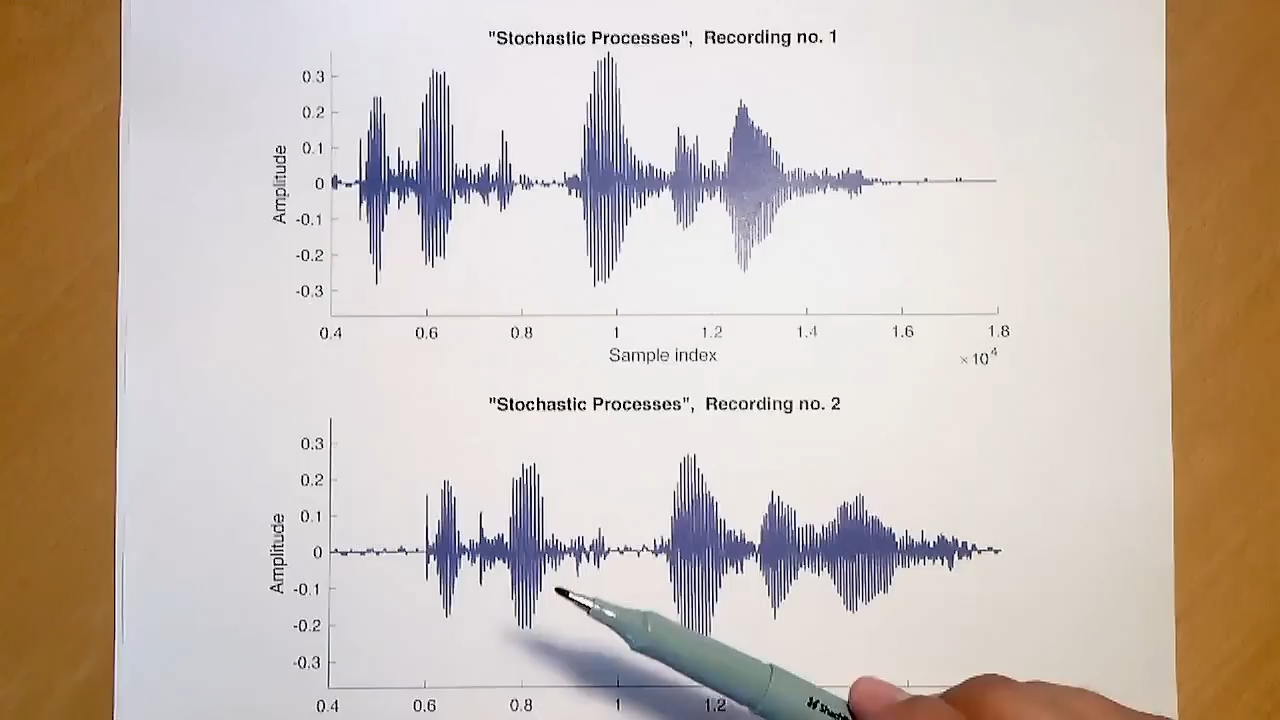 "Stochastic Processes", Recording no. 1
0.3
0.2
0.1
0
-0.1
-0.2
-0.3
Amplitude
0.4 0.6 0.8 1 1.2 1.4 1.6 1.8
Sample index
×10^4
"Stochastic Processes", Recording no. 2
0.3
0.2
0.1
0
-0.1
-0.2
-0.3
Amplitude
0.4 0.6 0.8 1 1.2